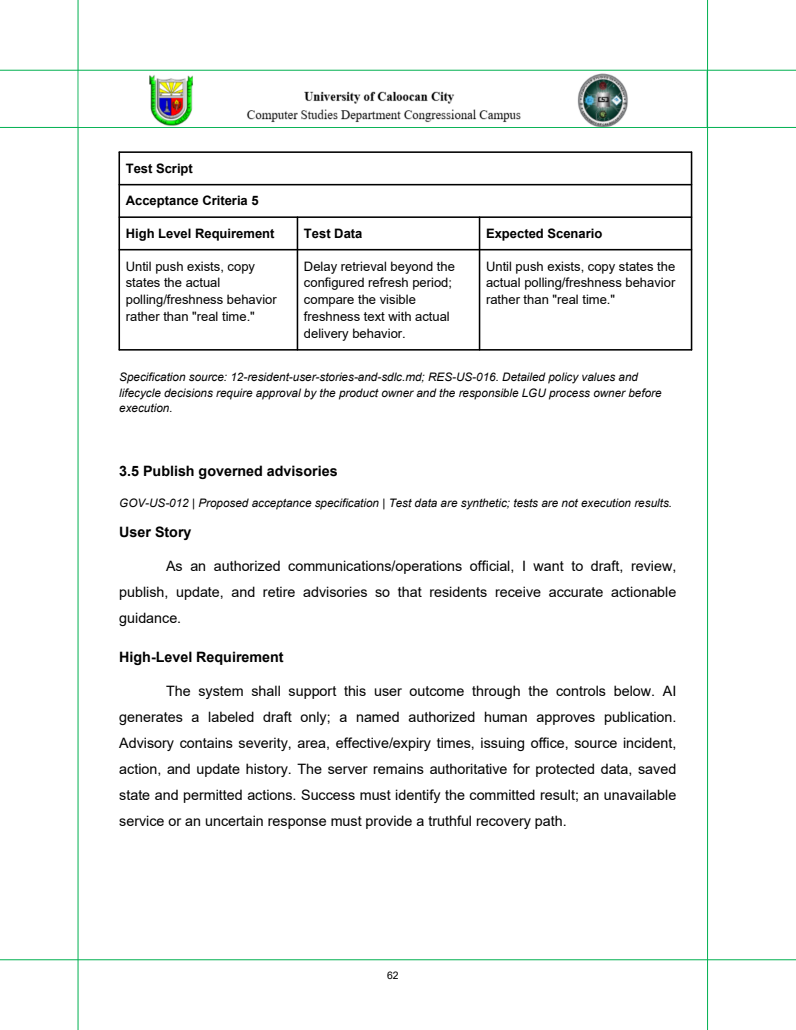 University of Caloocan City
Computer Studies Department Congressional Campus
Test Script
Acceptance Criteria 5
High Level Requirement
Test Data
Expected Scenario
Until push exists, copy
states the actual
polling/freshness behavior
rather than "real time."
Delay retrieval beyond the
configured refresh period;
compare the visible
freshness text with actual
delivery behavior.
Until push exists, copy states the
actual polling/freshness behavior
rather than "real time."
Specification source: 12-resident-user-stories-and-sdlc.md; RES-US-016. Detailed policy values and
lifecycle decisions require approval by the product owner and the responsible LGU process owner before
execution.
3.5 Publish governed advisories
GOV-US-012 | Proposed acceptance specification | Test data are synthetic; tests are not execution results.
User Story
As an authorized communications/operations official, I want to draft, review,
publish, update, and retire advisories so that residents receive accurate actionable
guidance.
High-Level Requirement
The system shall support this user outcome through the controls below. AI
generates a labeled draft only; a named authorized human approves publication.
Advisory contains severity, area, effective/expiry times, issuing office, source incident,
action, and update history. The server remains authoritative for protected data, saved
state and permitted actions. Success must identify the committed result; an unavailable
service or an uncertain response must provide a truthful recovery path.
62